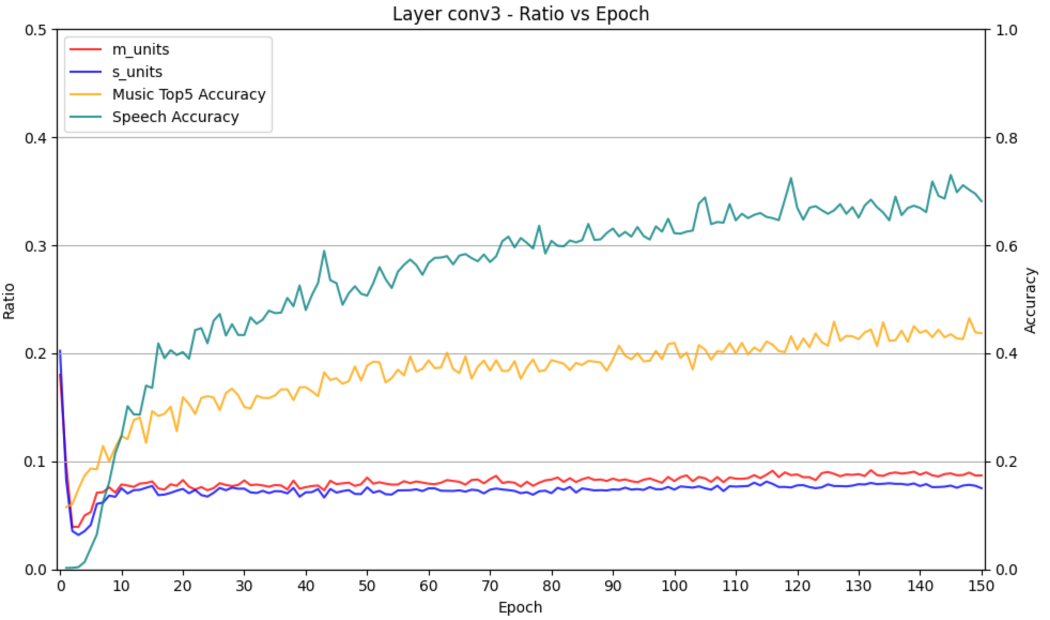 Layer conv3 - Ratio vs Epoch
m_units
s_units
Music Top5 Accuracy
Speech Accuracy
Ratio
0.5
0.4
0.3
0.2
0.1
0.0
1.0
0.8
0.6
0.4
0.2
0.0
Accuracy
0 10 20 30 40 50 60 70 80 90 100 110 120 130 140 150
Epoch